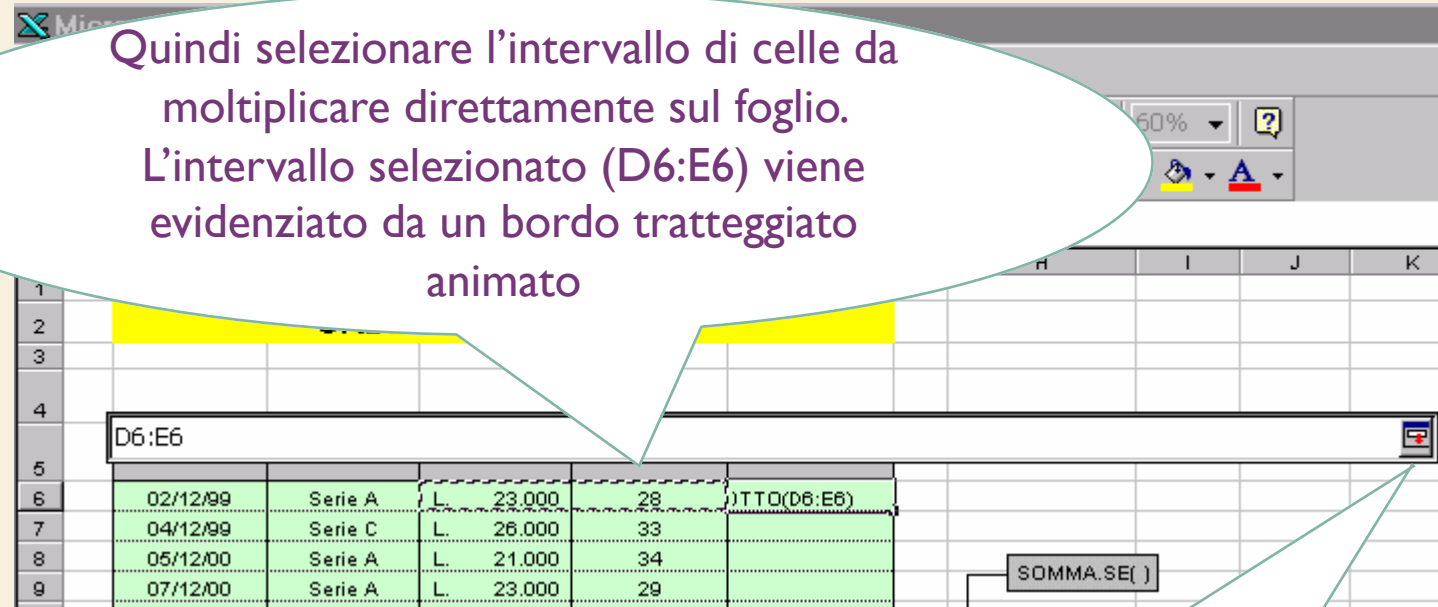 Quindi selezionare l'intervallo di celle da
moltiplicare direttamente sul foglio.
L'intervallo selezionato (D6:E6) viene
evidenziato da un bordo tratteggiato
animato
60%
A
H I J K
1
2
3
4
D6:E6
5
6 02/12/99 Serie A L. 23.000 28 OTTO(D6:E6)
7 04/12/99 Serie C L. 26.000 33
8 05/12/00 Serie A L. 21.000 34
SOMMA.SE( )
9 07/12/00 Serie A L. 23.000 29